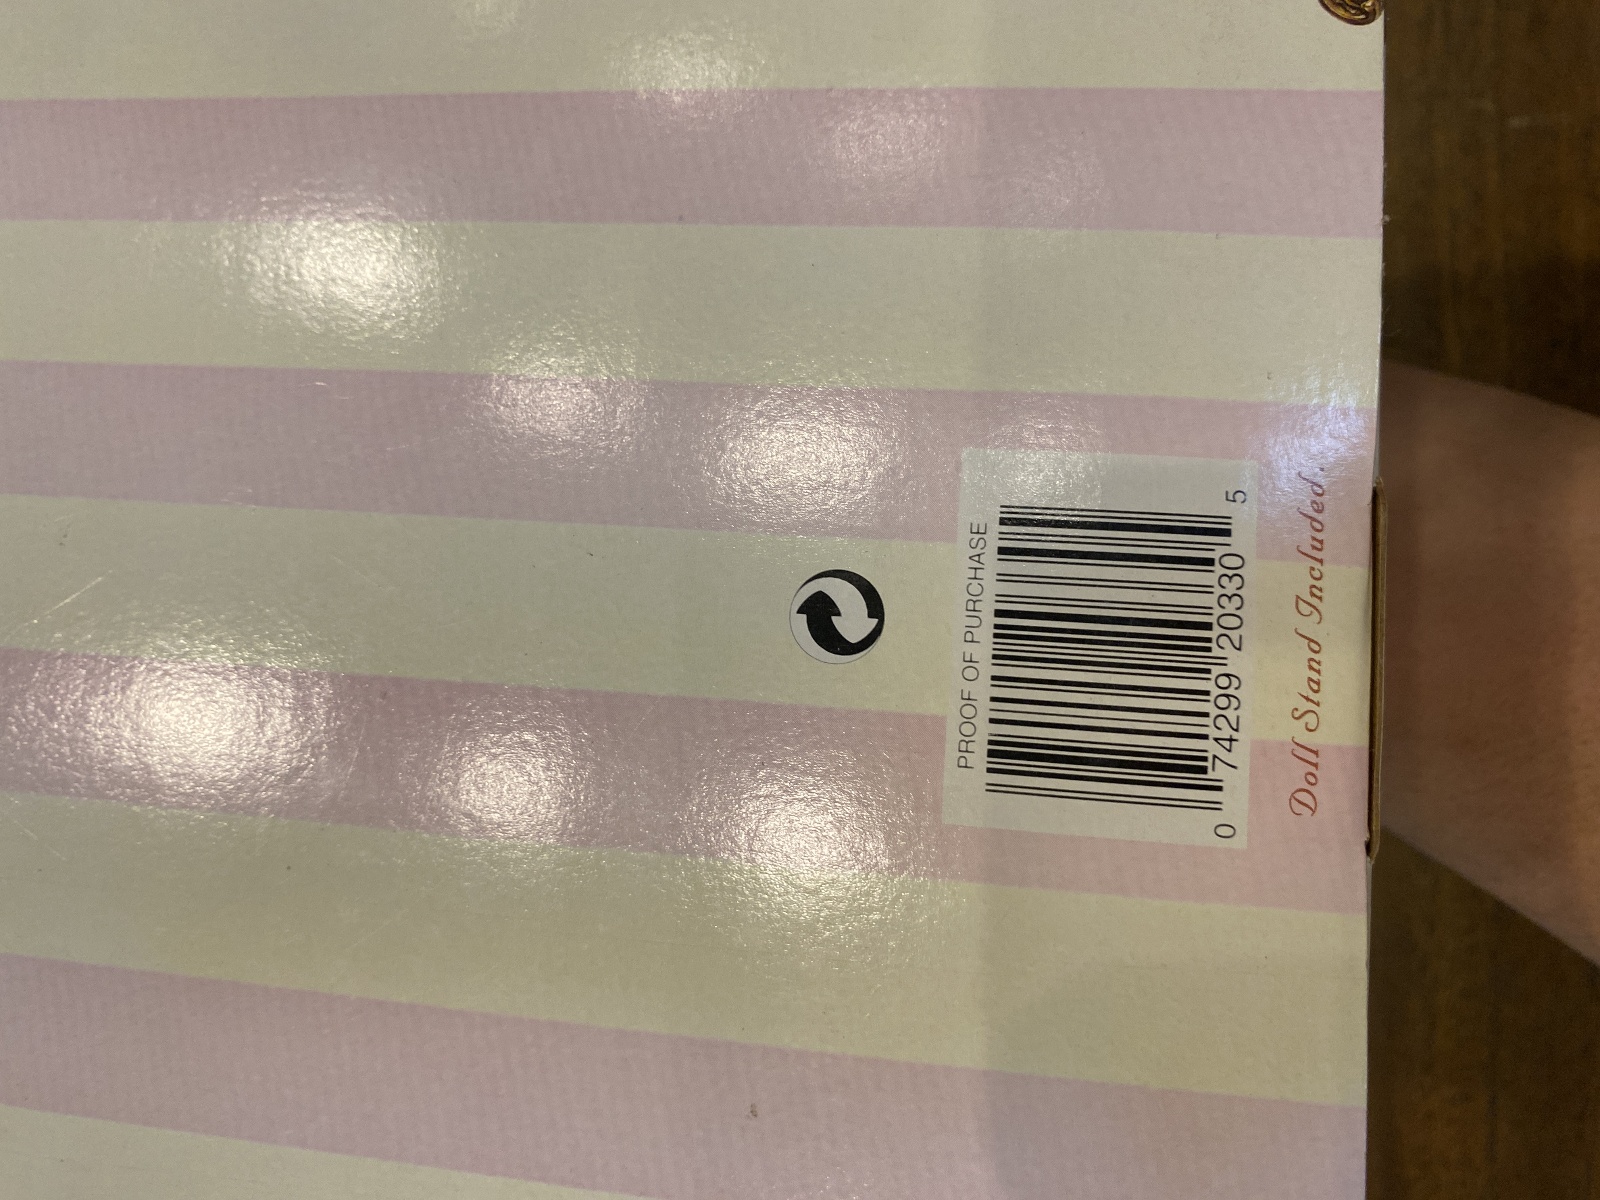 PROOF OF PURCHASE
0 74299 20330 5
Doll Stand Included.